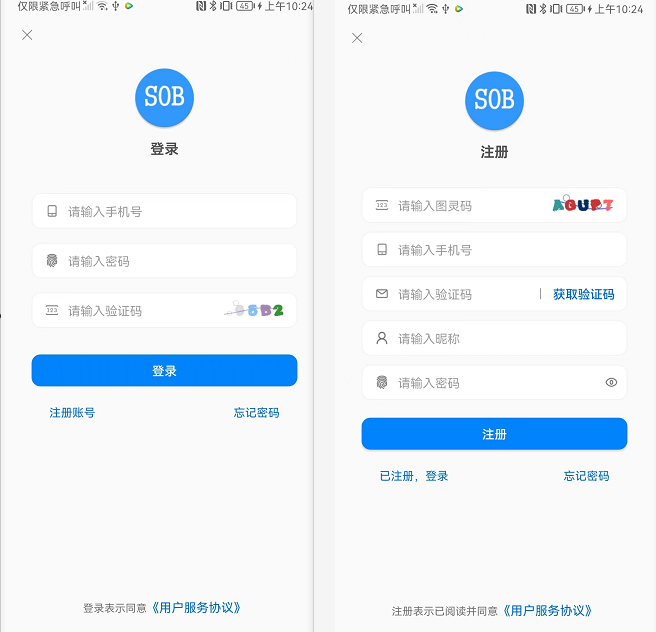 仅限紧急呼叫
45
上午10:24
SOB
登录
请输入手机号
请输入密码
123
请输入验证码
登录
注册账号
忘记密码
登录表示同意《用户服务协议》
仅限紧急呼叫
45
上午10:24
SOB
注册
123
请输入图灵码
AGUP7
请输入手机号
请输入验证码
获取验证码
请输入昵称
请输入密码
注册
已注册，登录
忘记密码
注册表示已阅读并同意《用户服务协议》